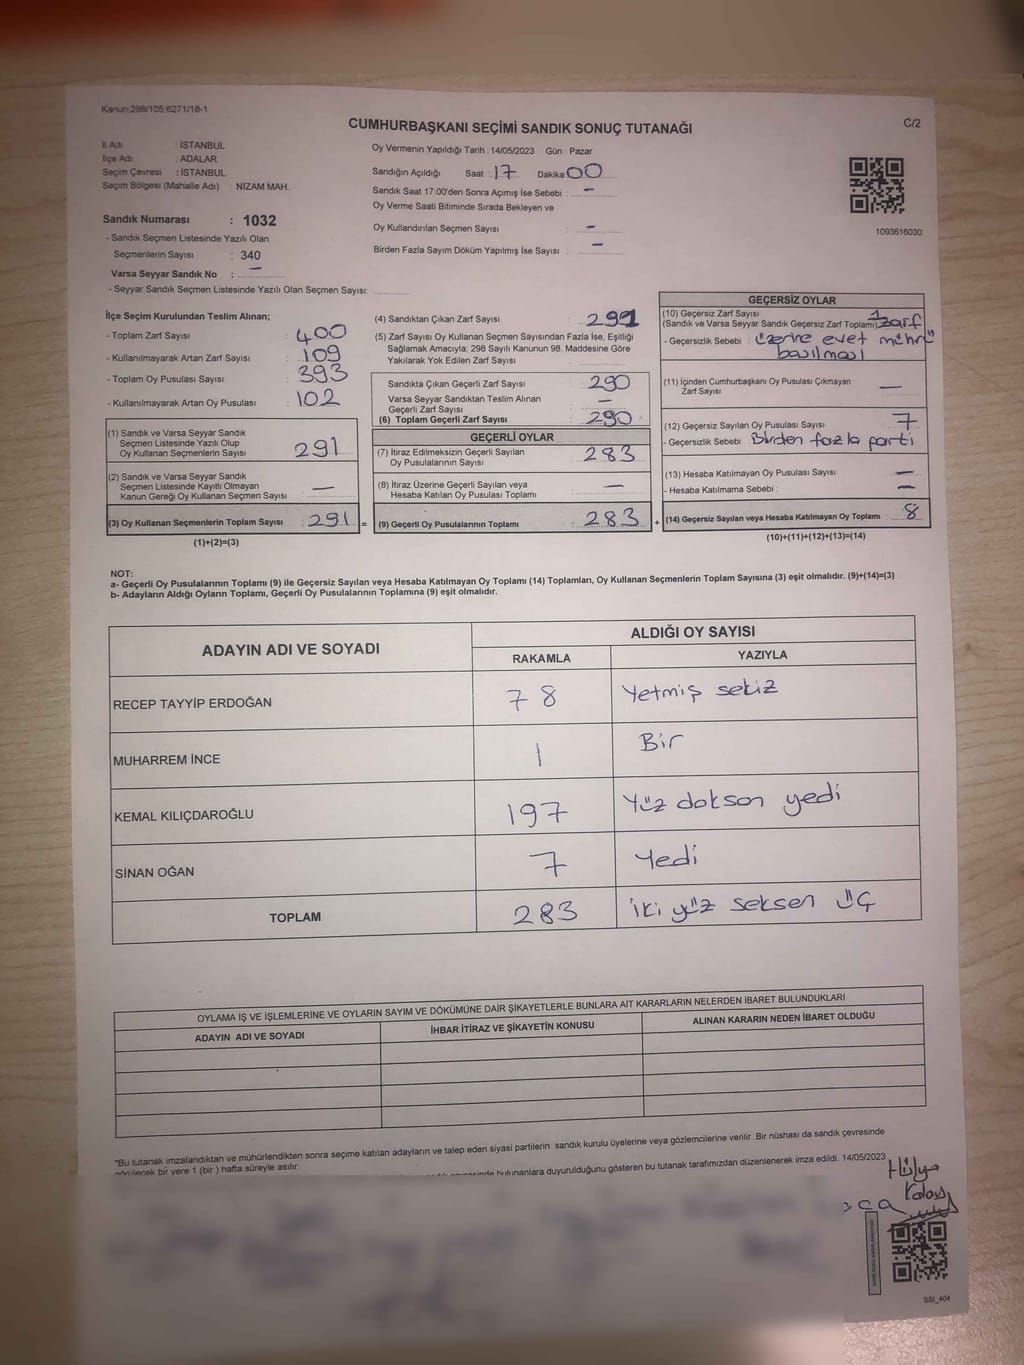 Kanun:298/105;6271/18-1
CUMHURBAŞKANI SEÇİMİ SANDIK SONUÇ TUTANAĞI
C/2
İl Adı : İSTANBUL
İlçe Adı : ADALAR
Seçim Çevresi : İSTANBUL
Seçim Bölgesi (Mahalle Adı) : NİZAM MAH.
Oy Vermenin Yapıldığı Tarih : 14/05/2023 Gün : Pazar
Sandığın Açıldığı Saat : 17 Dakika 00
Sandık Saat 17.00'den Sonra Açımış İse Sebebi : –
Oy Verme Saati Bitiminde Sırada Bekleyen ve
Oy Kullandırılan Seçmen Sayısı : –
Birden Fazla Sayım Döküm Yapılmış İse Sayısı : –
1093616030
Sandık Numarası : 1032
- Sandık Seçmen Listesinde Yazılı Olan
Seçmenlerin Sayısı : 340
Varsa Seyyar Sandık No : –
- Seyyar Sandık Seçmen Listesinde Yazılı Olan Seçmen Sayısı:
İlçe Seçim Kurulundan Teslim Alınan;
- Toplam Zarf Sayısı : 400
- Kullanılmayarak Artan Zarf Sayısı : 109
- Toplam Oy Pusulası Sayısı : 393
- Kullanılmayarak Artan Oy Pusulası : 102
(1) Sandık ve Varsa Seyyar Sandık
Seçmen Listesinde Yazılı Olup
Oy Kullanan Seçmenlerin Sayısı : 291
(2) Sandık ve Varsa Seyyar Sandık
Seçmen Listesinde Kayıtlı Olmayan
Kanun Gereği Oy Kullanan Seçmen Sayısı : –
(3) Oy Kullanan Seçmenlerin Toplam Sayısı : 291 =
(1)+(2)=(3)
(4) Sandıktan Çıkan Zarf Sayısı : 291
(5) Zarf Sayısı Oy Kullanan Seçmen Sayısından Fazla İse, Eşitliği
Sağlamak Amacıyla; 298 Sayılı Kanunun 98. Maddesine Göre
Yakılarak Yok Edilen Zarf Sayısı :
Sandıkta Çıkan Geçerli Zarf Sayısı : 290
Varsa Seyyar Sandıktan Teslim Alınan
Geçerli Zarf Sayısı : –
(6) Toplam Geçerli Zarf Sayısı : 290
GEÇERLİ OYLAR
(7) İtiraz Edilmeksizin Geçerli Sayılan
Oy Pusulalarının Sayısı : 283
(8) İtiraz Üzerine Geçerli Sayılan veya
Hesaba Katılan Oy Pusulası Toplamı : –
(9) Geçerli Oy Pusulalarının Toplamı : 283 +
GEÇERSİZ OYLAR
(10) Geçersiz Zarf Sayısı
(Sandık ve Varsa Seyyar Sandık Geçersiz Zarf Toplamı) 1 zarf
- Geçersizlik Sebebi : üzerine evet mührü
basılması
(11) İçinden Cumhurbaşkanı Oy Pusulası Çıkmayan
Zarf Sayısı : –
(12) Geçersiz Sayılan Oy Pusulası Sayısı : 7
- Geçersizlik Sebebi : Birden fazla parti
(13) Hesaba Katılmayan Oy Pusulası Sayısı : –
- Hesaba Katılmama Sebebi : –
(14) Geçersiz Sayılan veya Hesaba Katılmayan Oy Toplamı : 8
(10)+(11)+(12)+(13)=(14)
NOT:
a- Geçerli Oy Pusulalarının Toplamı (9) ile Geçersiz Sayılan veya Hesaba Katılmayan Oy Toplamı (14) Toplamları, Oy Kullanan Seçmenlerin Toplam Sayısına (3) eşit olmalıdır. (9)+(14)=(3)
b- Adayların Aldığı Oyların Toplamı, Geçerli Oy Pusulalarının Toplamına (9) eşit olmalıdır.
ADAYIN ADI VE SOYADI
ALDIĞI OY SAYISI
RAKAMLA YAZIYLA
RECEP TAYYİP ERDOĞAN 78 Yetmiş sekiz
MUHARREM İNCE 1 Bir
KEMAL KILIÇDAROĞLU 197 Yüz doksan yedi
SİNAN OĞAN 7 Yedi
TOPLAM 283 İki yüz seksen üç
OYLAMA İŞ VE İŞLEMLERİNE VE OYLARIN SAYIM VE DÖKÜMÜNE DAİR ŞİKAYETLERLE BUNLARA AİT KARARLARIN NELERDEN İBARET BULUNDUKLARI
ADAYIN ADI VE SOYADI İHBAR İTİRAZ VE ŞİKAYETİN KONUSU ALINAN KARARIN NEDEN İBARET OLDUĞU
*Bu tutanak imzalandıktan ve mühürlendikten sonra seçime katılan adayların ve talep eden siyasi partilerin sandık kurulu üyelerine veya gözlemcilerine verilir. Bir nüshası da sandık çevresinde
görülecek bir yere 1 (bir) hafta süreyle asılır.
bulunanlara duyurulduğunu gösteren bu tutanak tarafımızdan düzenlenerek imza edildi. 14/05/2023
Hülya
SSI_404